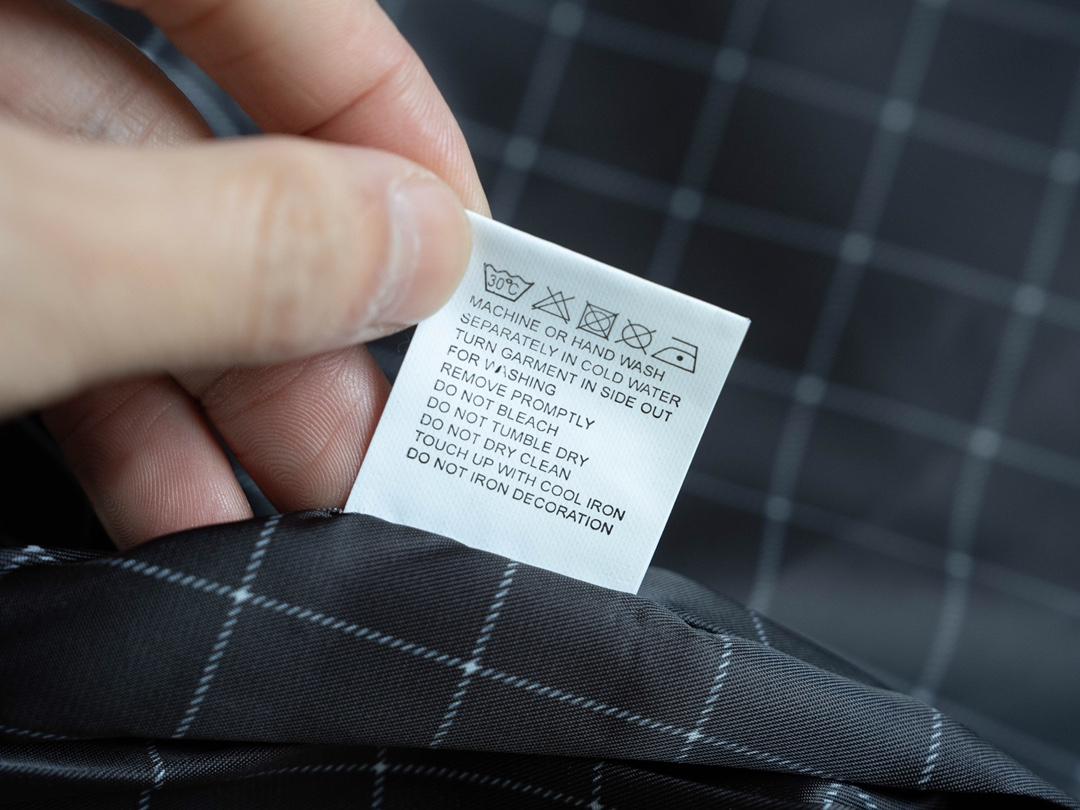 30°C
MACHINE OR HAND WASH
SEPARATELY IN COLD WATER
TURN GARMENT IN SIDE OUT
FOR WASHING
REMOVE PROMPTLY
DO NOT BLEACH
DO NOT TUMBLE DRY
DO NOT DRY CLEAN
TOUCH UP WITH COOL IRON
DO NOT IRON DECORATION